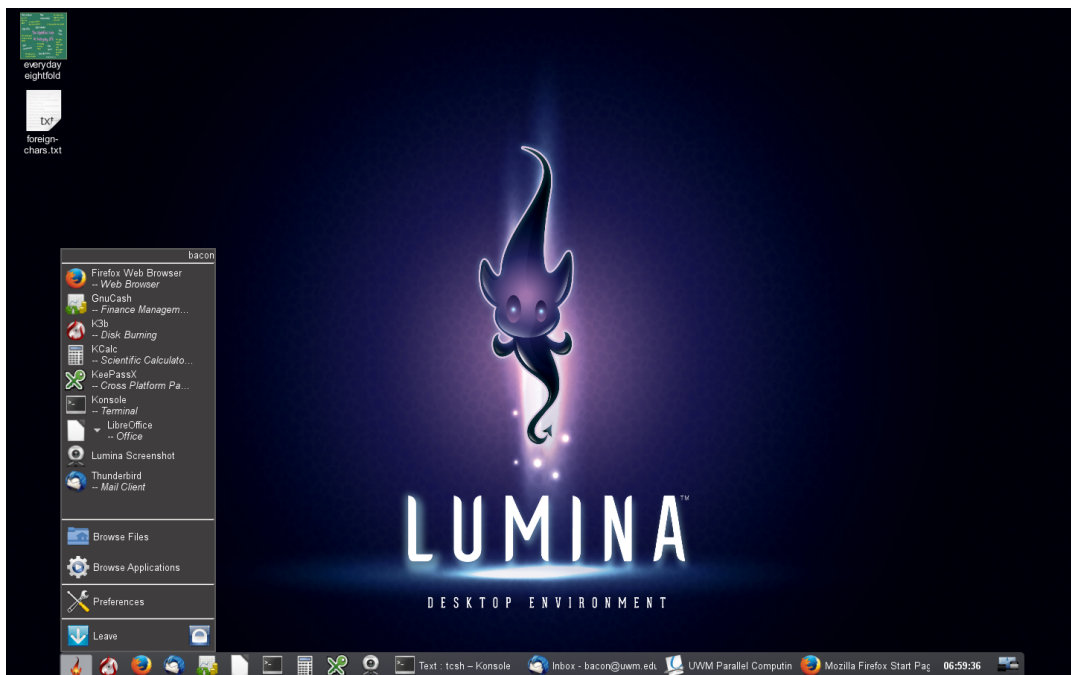 everyday
eightfold
txt
foreign-
chars.txt
bacon
Firefox Web Browser
-- Web Browser
GnuCash
-- Finance Managem...
K3b
-- Disk Burning
KCalc
-- Scientific Calculato...
KeePassX
-- Cross Platform Pa...
Konsole
-- Terminal
LibreOffice
-- Office
Lumina Screenshot
Thunderbird
-- Mail Client
Browse Files
Browse Applications
Preferences
Leave
LUMINA™
DESKTOP ENVIRONMENT
Text : tcsh – Konsole
Inbox - bacon@uwm.edu
UWM Parallel Computin
Mozilla Firefox Start Pag
06:59:36